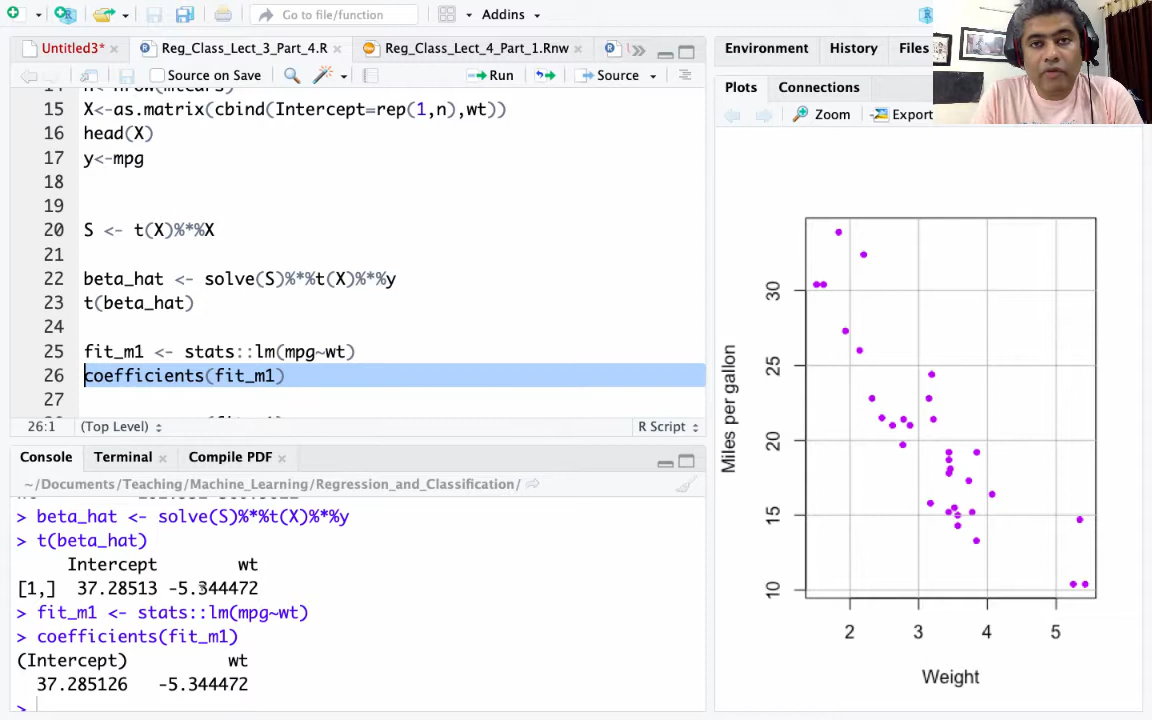 Go to file/function
Addins
Untitled3* Reg_Class_Lect_3_Part_4.R Reg_Class_Lect_4_Part_1.Rnw
Source on Save Run Source
15 X<-as.matrix(cbind(Intercept=rep(1,n),wt))
16 head(X)
17 y<-mpg
18
19
20 S <- t(X)%*%X
21
22 beta_hat <- solve(S)%*%t(X)%*%y
23 t(beta_hat)
24
25 fit_m1 <- stats::lm(mpg~wt)
26 coefficients(fit_m1)
27
26:1 (Top Level) R Script
Console Terminal Compile PDF
~/Documents/Teaching/Machine_Learning/Regression_and_Classification/
> beta_hat <- solve(S)%*%t(X)%*%y
> t(beta_hat)
Intercept wt
[1,] 37.28513 -5.344472
> fit_m1 <- stats::lm(mpg~wt)
> coefficients(fit_m1)
(Intercept) wt
37.285126 -5.344472
>
Environment History Files
Plots Connections
Zoom Export
Miles per gallon
30
25
20
15
10
2 3 4 5
Weight